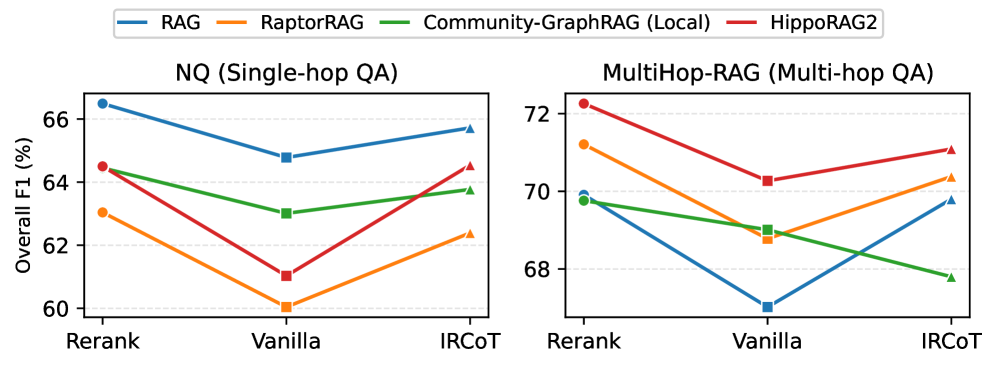 RAG RaptorRAG Community-GraphRAG (Local) HippoRAG2
NQ (Single-hop QA)
Overall F1 (%)
66
64
62
60
Rerank Vanilla IRCoT
MultiHop-RAG (Multi-hop QA)
72
70
68
Rerank Vanilla IRCoT